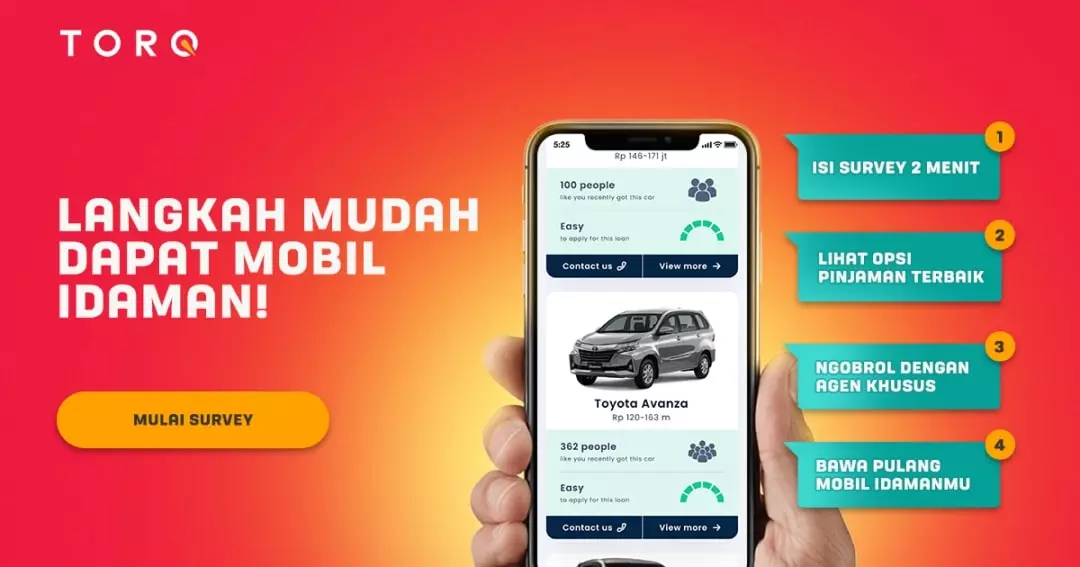 TORQ
LANGKAH MUDAH
DAPAT MOBIL
IDAMAN!
MULAI SURVEY
5:25
Rp 146-171 jt
100 people
like you recently got this car
Easy
to apply for this loan
Contact us
View more
Toyota Avanza
Rp 120-163 m
362 people
like you recently got this car
Easy
to apply for this loan
Contact us
View more
1
ISI SURVEY 2 MENIT
2
LIHAT OPSI
PINJAMAN TERBAIK
3
NGOBROL DENGAN
AGEN KHUSUS
4
BAWA PULANG
MOBIL IDAMANMU